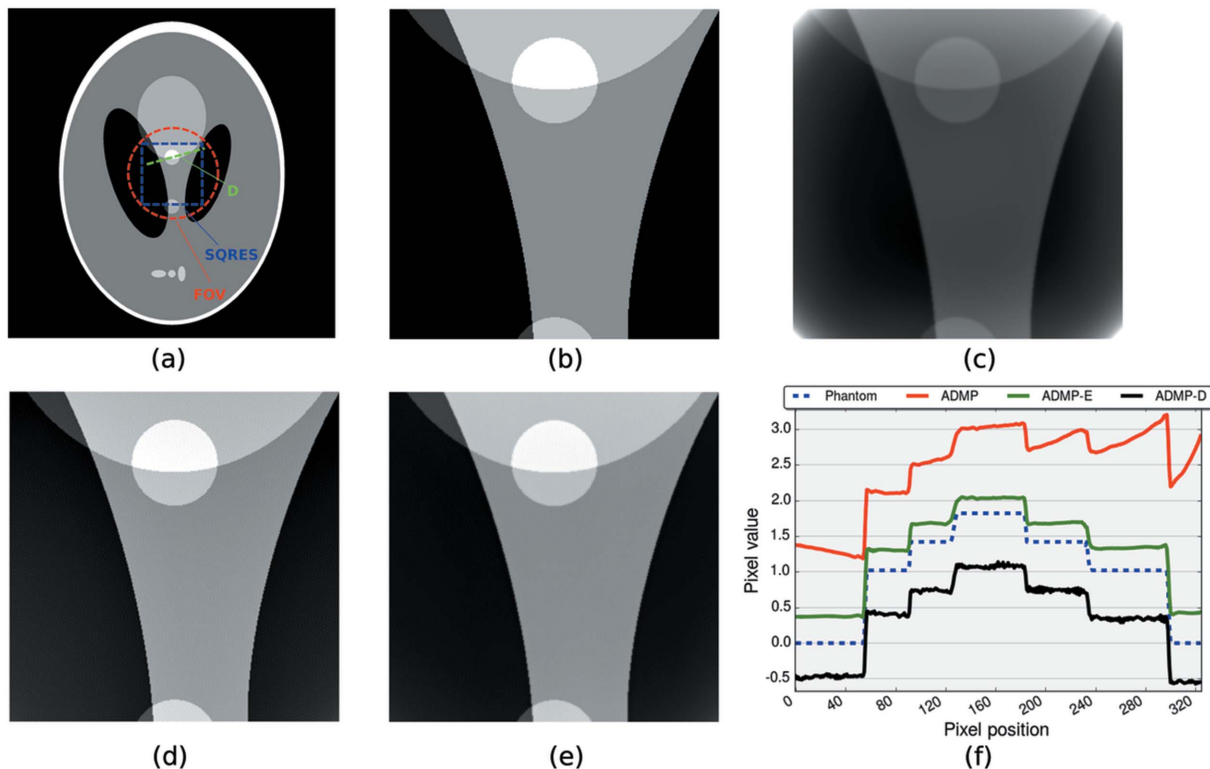 D
SQRES
FOV
(a)
(b)
(c)
(d)
(e)
Phantom ADMP ADMP-E ADMP-D
3.0
2.5
2.0
1.5
1.0
0.5
0.0
-0.5
Pixel value
0 40 80 120 160 200 240 280 320
Pixel position
(f)